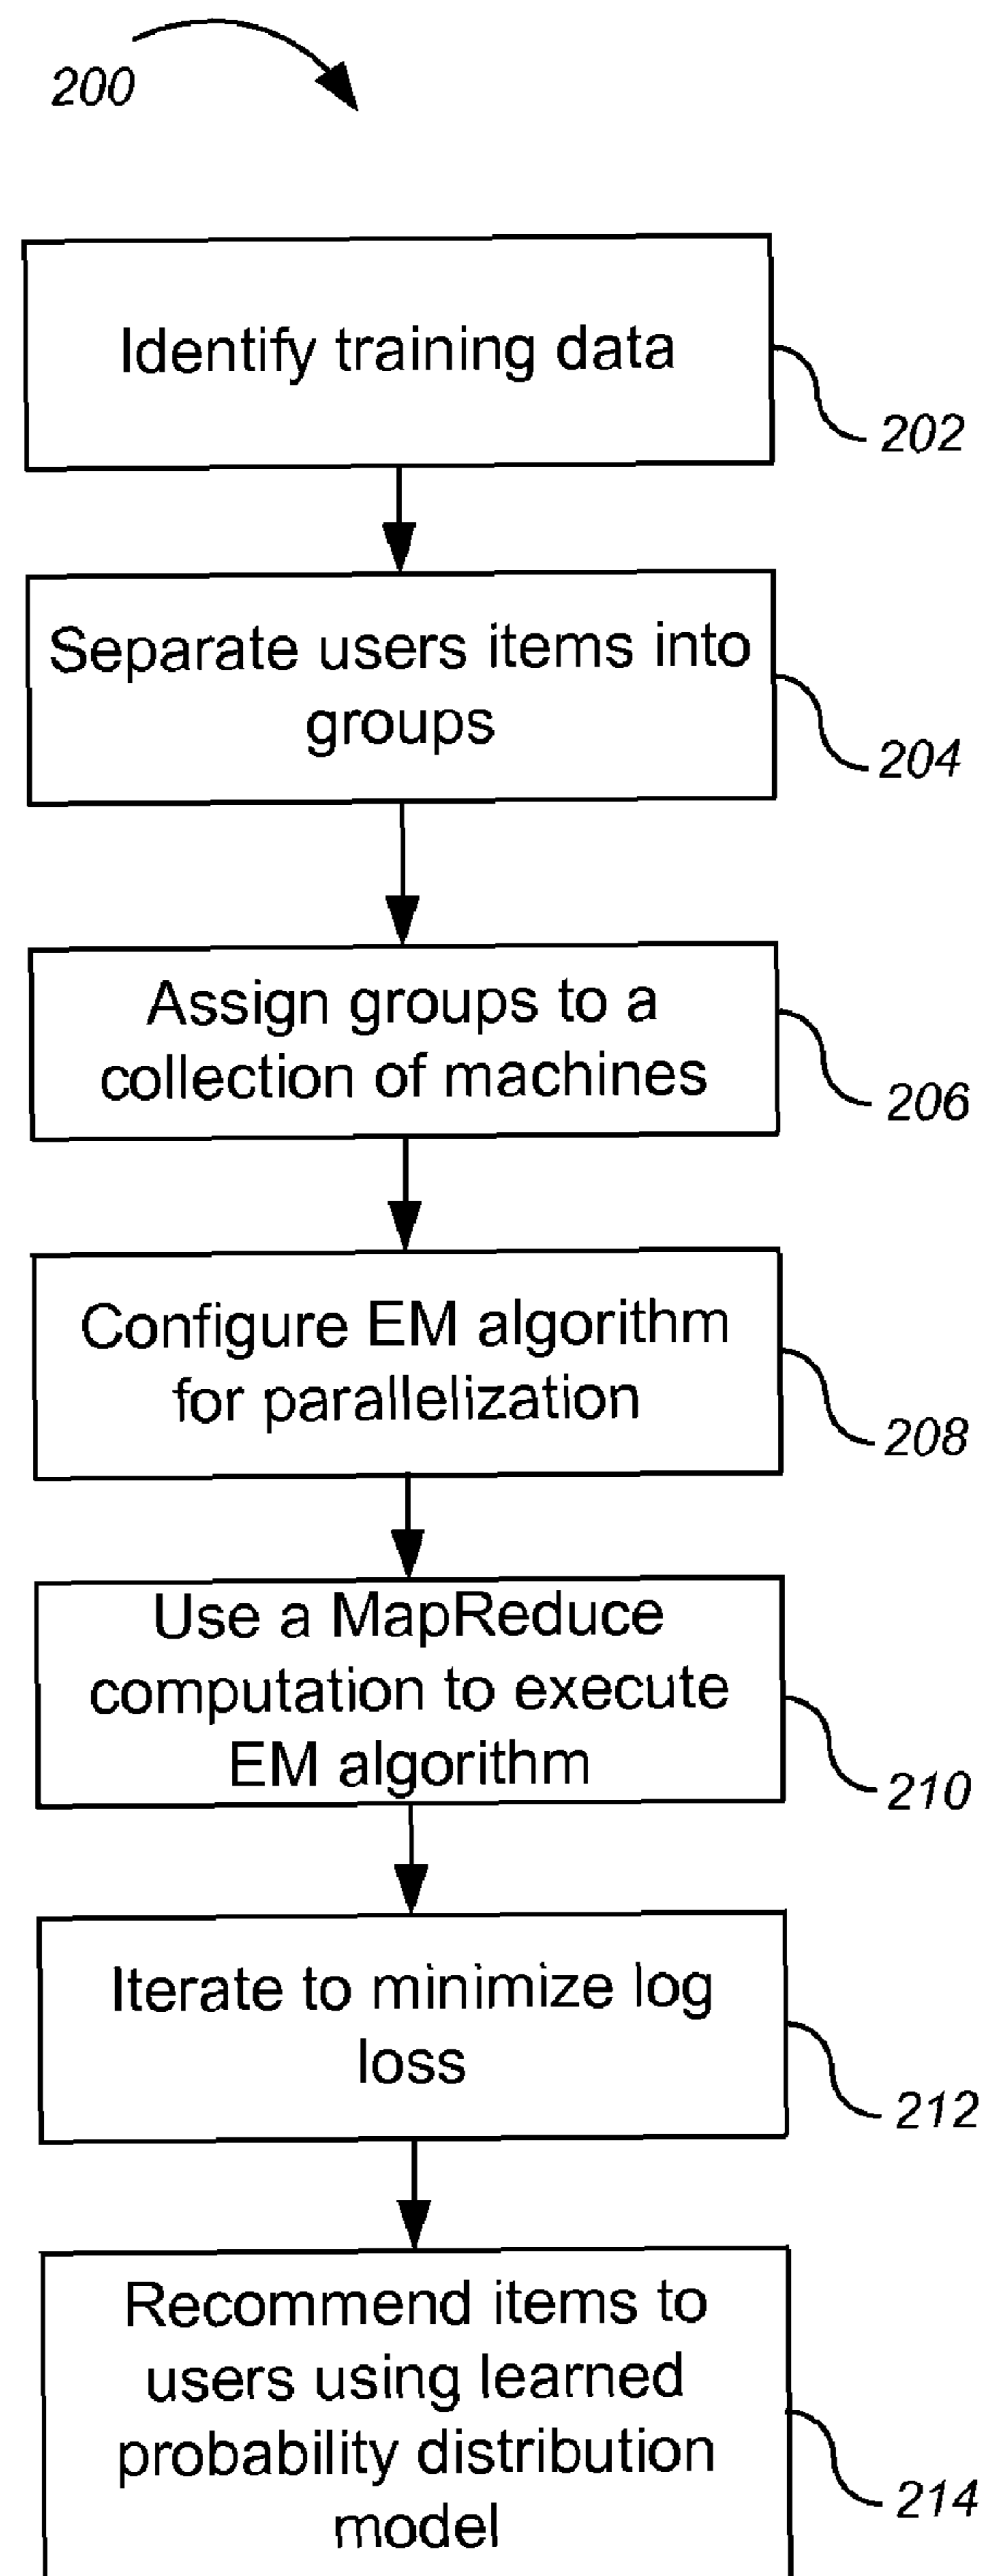 200
Identify training data
202
Separate users items into
groups
204
Assign groups to a
collection of machines
206
Configure EM algorithm
for parallelization
208
Use a MapReduce
computation to execute
EM algorithm
210
Iterate to minimize log
loss
212
Recommend items to
users using learned
probability distribution
model
214